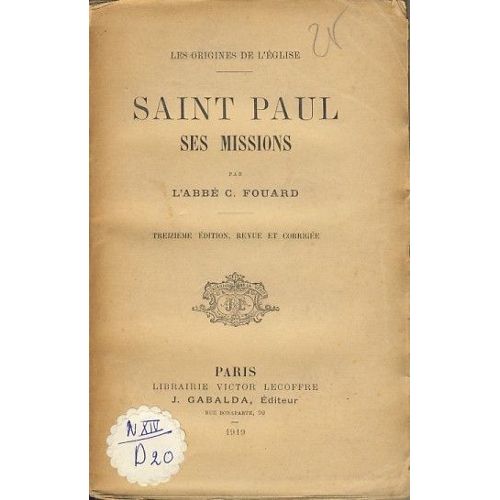 LES ORIGINES DE L'ÉGLISE
SAINT PAUL
SES MISSIONS
PAR
L'ABBÉ C. FOUARD
TREIZIÈME ÉDITION, REVUE ET CORRIGÉE
PARIS
LIBRAIRIE VICTOR LECOFFRE
J. GABALDA, Éditeur
RUE BONAPARTE, 90
1919
N XIV
D20